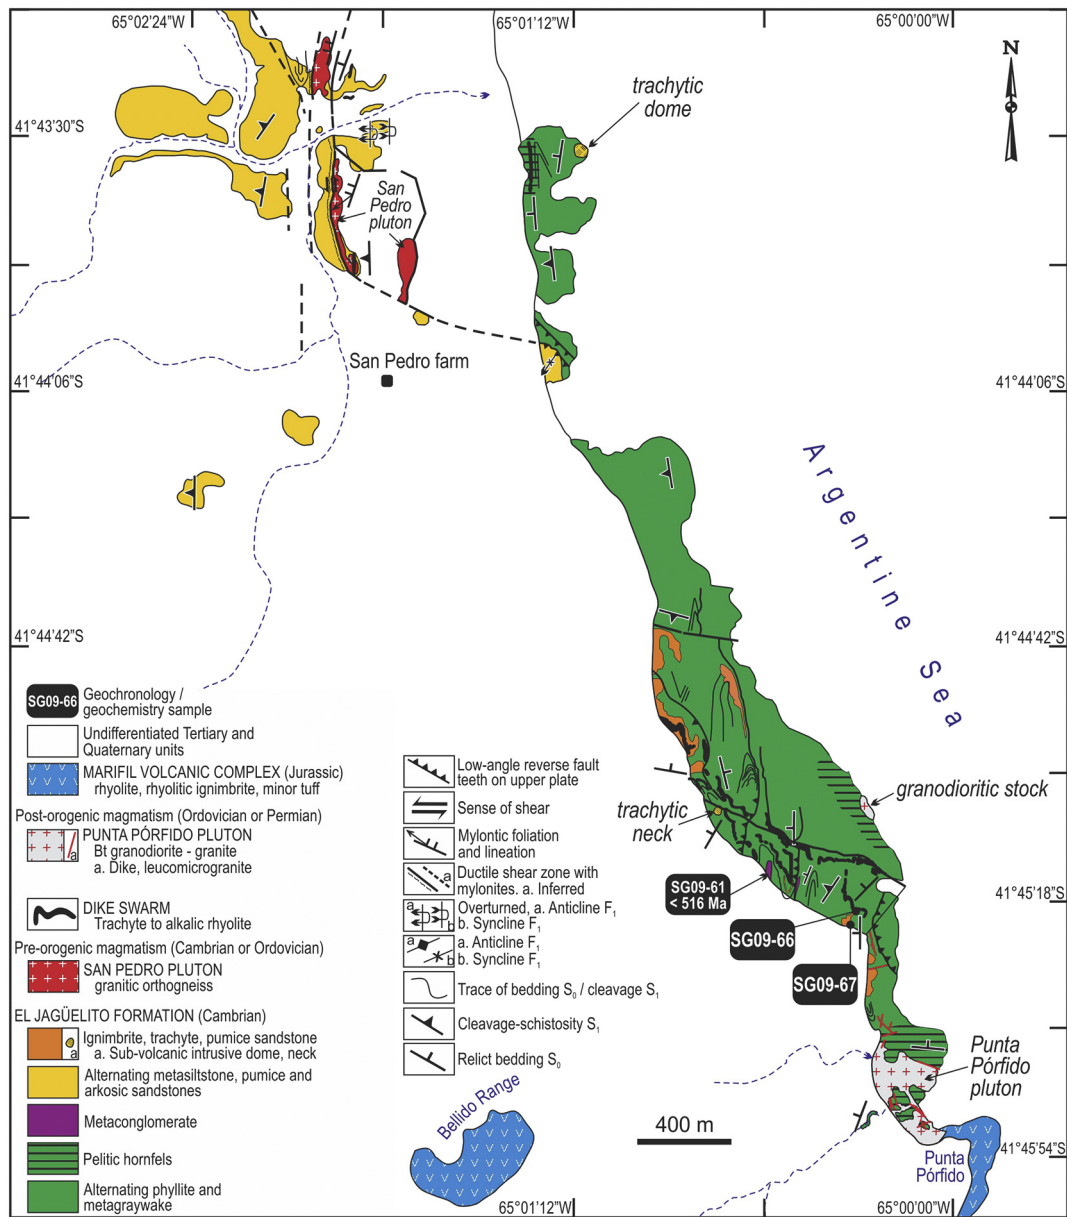 65°02'24"W
65°01'12"W
65°00'00"W
N
trachytic
dome
41°43'30"S
41°43'30"S
San
Pedro
pluton
San Pedro farm
41°44'06"S
41°44'06"S
Argentine Sea
41°44'42"S
41°44'42"S
SG09-66
Geochronology /
geochemistry sample
Undifferentiated Tertiary and
Quaternary units
MARIFIL VOLCANIC COMPLEX (Jurassic)
rhyolite, rhyolitic ignimbrite, minor tuff
Post-orogenic magmatism (Ordovician or Permian)
a
PUNTA PÓRFIDO PLUTON
Bt granodiorite - granite
a. Dike, leucomicrogranite
DIKE SWARM
Trachyte to alkalic rhyolite
Pre-orogenic magmatism (Cambrian or Ordovician)
SAN PEDRO PLUTON
granitic orthogneiss
EL JAGÜELITO FORMATION (Cambrian)
a
Ignimbrite, trachyte, pumice sandstone
a. Sub-volcanic intrusive dome, neck
Alternating metasiltstone, pumice and
arkosic sandstones
Metaconglomerate
Pelitic hornfels
Alternating phyllite and
metagraywake
Low-angle reverse fault
teeth on upper plate
Sense of shear
Mylontic foliation
and lineation
a
Ductile shear zone with
mylonites. a. Inferred
a
b
Overturned, a. Anticline F1
b. Syncline F1
a
b
a. Anticline F1
b. Syncline F1
Trace of bedding S0 / cleavage S1
Cleavage-schistosity S1
Relict bedding S0
trachytic
neck
granodioritic stock
SG09-61
< 516 Ma
SG09-66
SG09-67
41°45'18"S
Punta
Pórfido
pluton
Bellido Range
400 m
Punta
Pórfido
41°45'54"S
65°01'12"W
65°00'00"W